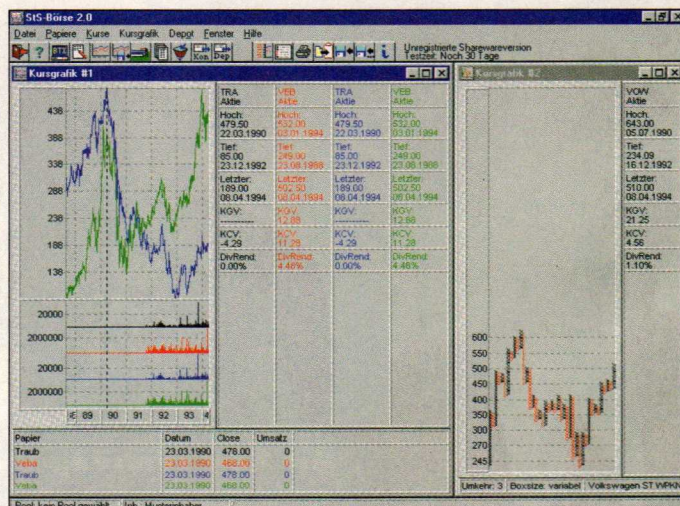 StS-Börse 2.0
Datei Papiere Kurse Kursgrafik Depot Fenster Hilfe
Kon Dep
Unregistrierte Sharewareversion
Testzeit: Noch 30 Tage
Kursgrafik #1
438
388
338
288
238
188
138
20000
2000000
20000
2000000
89 90 91 92 93 4
TRA VEB TRA VEB
Aktie Aktie Aktie Aktie
Hoch: Hoch: Hoch: Hoch:
479.50 532.00 479.50 532.00
22.03.1990 03.01.1994 22.03.1990 03.01.1994
Tief: Tief: Tief: Tief:
85.00 249.00 85.00 249.00
23.12.1992 23.08.1988 23.12.1992 23.08.1988
Letzter: Letzter: Letzter: Letzter:
189.00 502.50 189.00 502.50
08.04.1994 08.04.1994 08.04.1994 08.04.1994
KGV: KGV: KGV: KGV:
--------- 12.88 --------- 12.88
KCV: KCV: KCV: KCV:
-4.29 11.28 -4.29 11.28
DivRend: DivRend: DivRend: DivRend:
0.00% 4.48% 0.00% 4.48%
Papier Datum Close Umsatz
Traub 23.03.1990 478.00 0
Veba 23.03.1990 468.00 0
Traub 23.03.1990 478.00 0
Veba 23.03.1990 468.00 0
Kursgrafik #2
600
550
500
450
400
350
300
270
245
VOW
Aktie
Hoch:
643.00
05.07.1990
Tief:
234.09
16.12.1992
Letzter:
510.00
08.04.1994
KGV:
21.25
KCV:
4.56
DivRend:
1.10%
Umkehr: 3 Boxsize: variabel Volkswagen ST WPKN